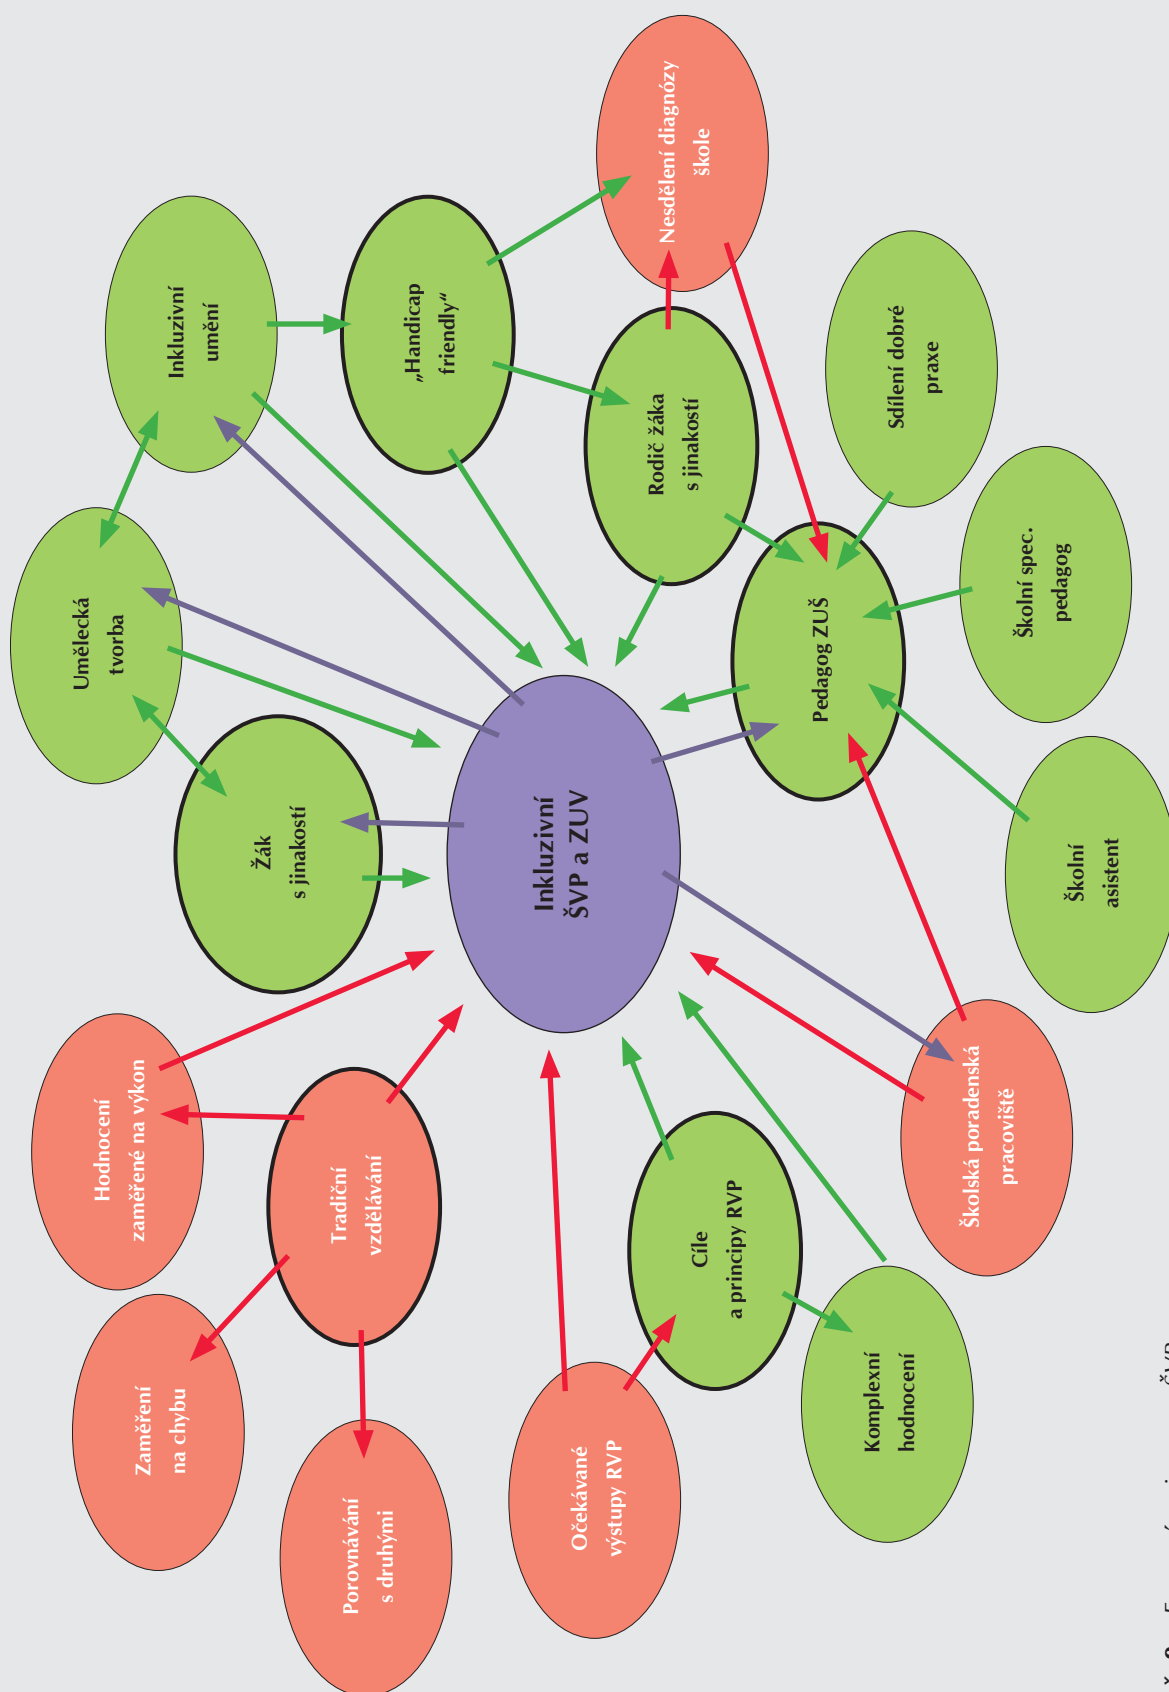 Zaměření
na chybu
Porovnávání
s druhými
Hodnocení
zaměřené na výkon
Tradiční
vzdělávání
Očekávané
výstupy RVP
Cíle
a principy RVP
Komplexní
hodnocení
Školská poradenská
pracoviště
Žák
s jinakostí
Inkluzivní
ŠVP a ZUV
Školní
asistent
Umělecká
tvorba
Pedagog ZUŠ
Školní spec.
pedagog
Inkluzivní
umění
„Handicap
friendly“
Rodič žáka
s jinakostí
Sdílení dobré
praxe
Nesdělení diagnózy
škole